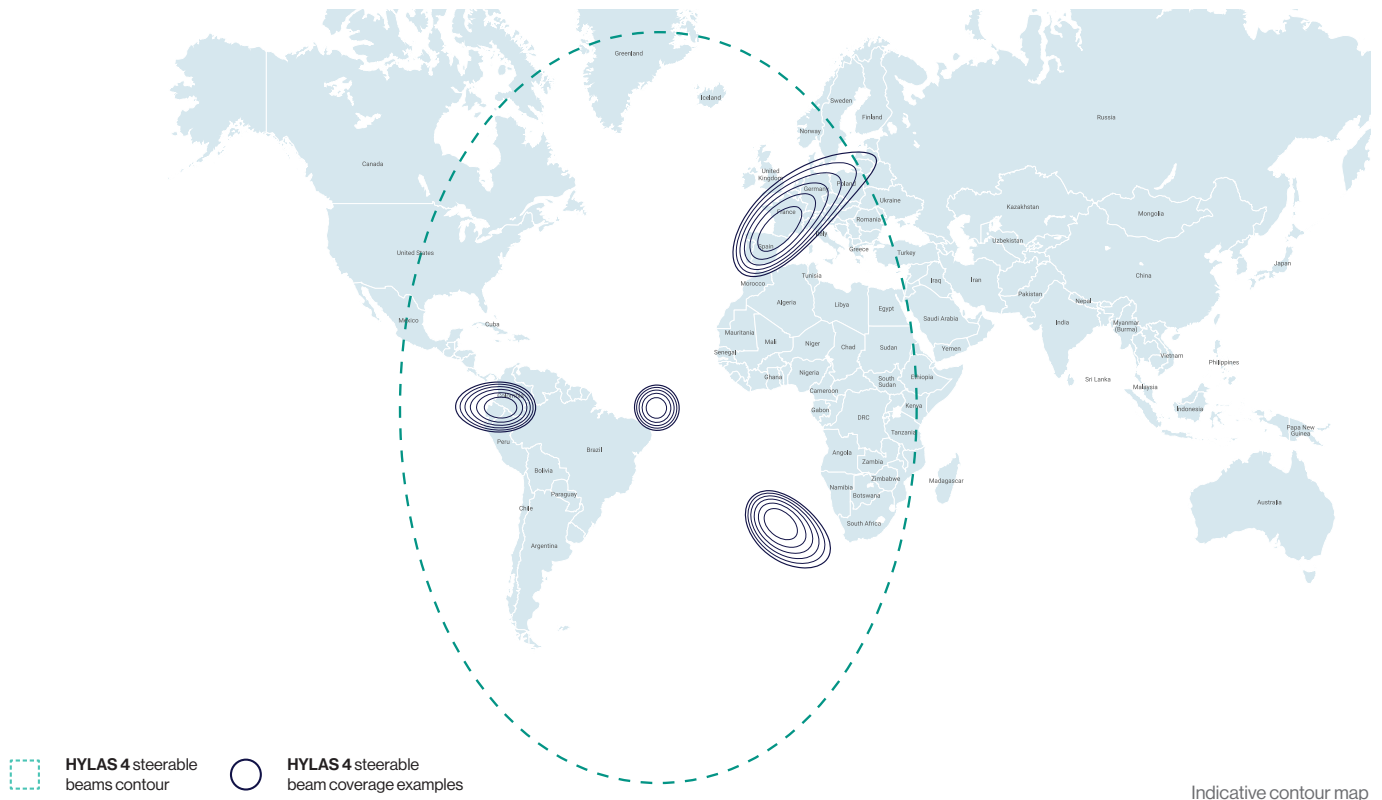 Greenland
Iceland
Sweden
Finland
Russia
Norway
Canada
United
Kingdom
Germany
Poland
Ukraine
France
Kazakhstan
Mongolia
Romania
Italy
Spain
Greece
Turkey
Uzbekistan
United States
Japan
China
Tunisia
Morocco
Iraq
Iran
Pakistan
Nepal
Algeria
Libya
Egypt
Saudi Arabia
India
Myanmar
(Burma)
Mexico
Cuba
Mauritania
Mali
Niger
Chad
Sudan
Yemen
Senegal
Vietnam
Philippines
Ghana
Nigeria
South
Sudan
Ethiopia
Sri Lanka
Malaysia
Cameroon
Colombia
Gabon
Kenya
DRC
Indonesia
Papua New
Guinea
Tanzania
Peru
Brazil
Angola
Zambia
Bolivia
Zimbabwe
Madagascar
Namibia
Botswana
Paraguay
Chile
South Africa
Australia
Argentina
HYLAS 4 steerable
beams contour
HYLAS 4 steerable
beam coverage examples
Indicative contour map